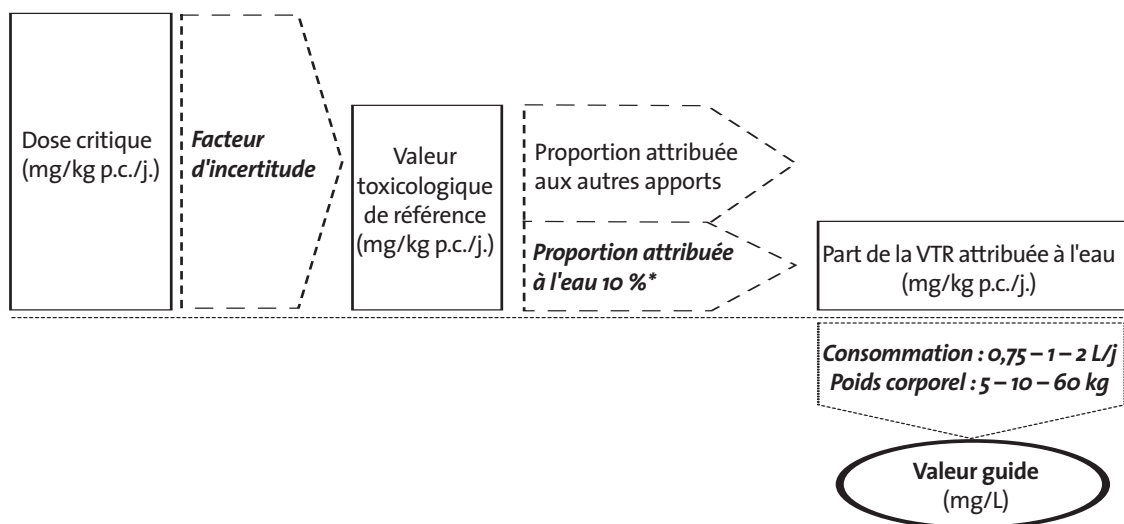 Dose critique
(mg/kg p.c./j.)
Facteur
d'incertitude
Valeur
toxicologique
de référence
(mg/kg p.c./j.)
Proportion attribuée
aux autres apports
Proportion attribuée
à l'eau 10 %*
Part de la VTR attribuée à l'eau
(mg/kg p.c./j.)
Consommation : 0,75 – 1 – 2 L/j
Poids corporel : 5 – 10 – 60 kg
Valeur guide
(mg/L)